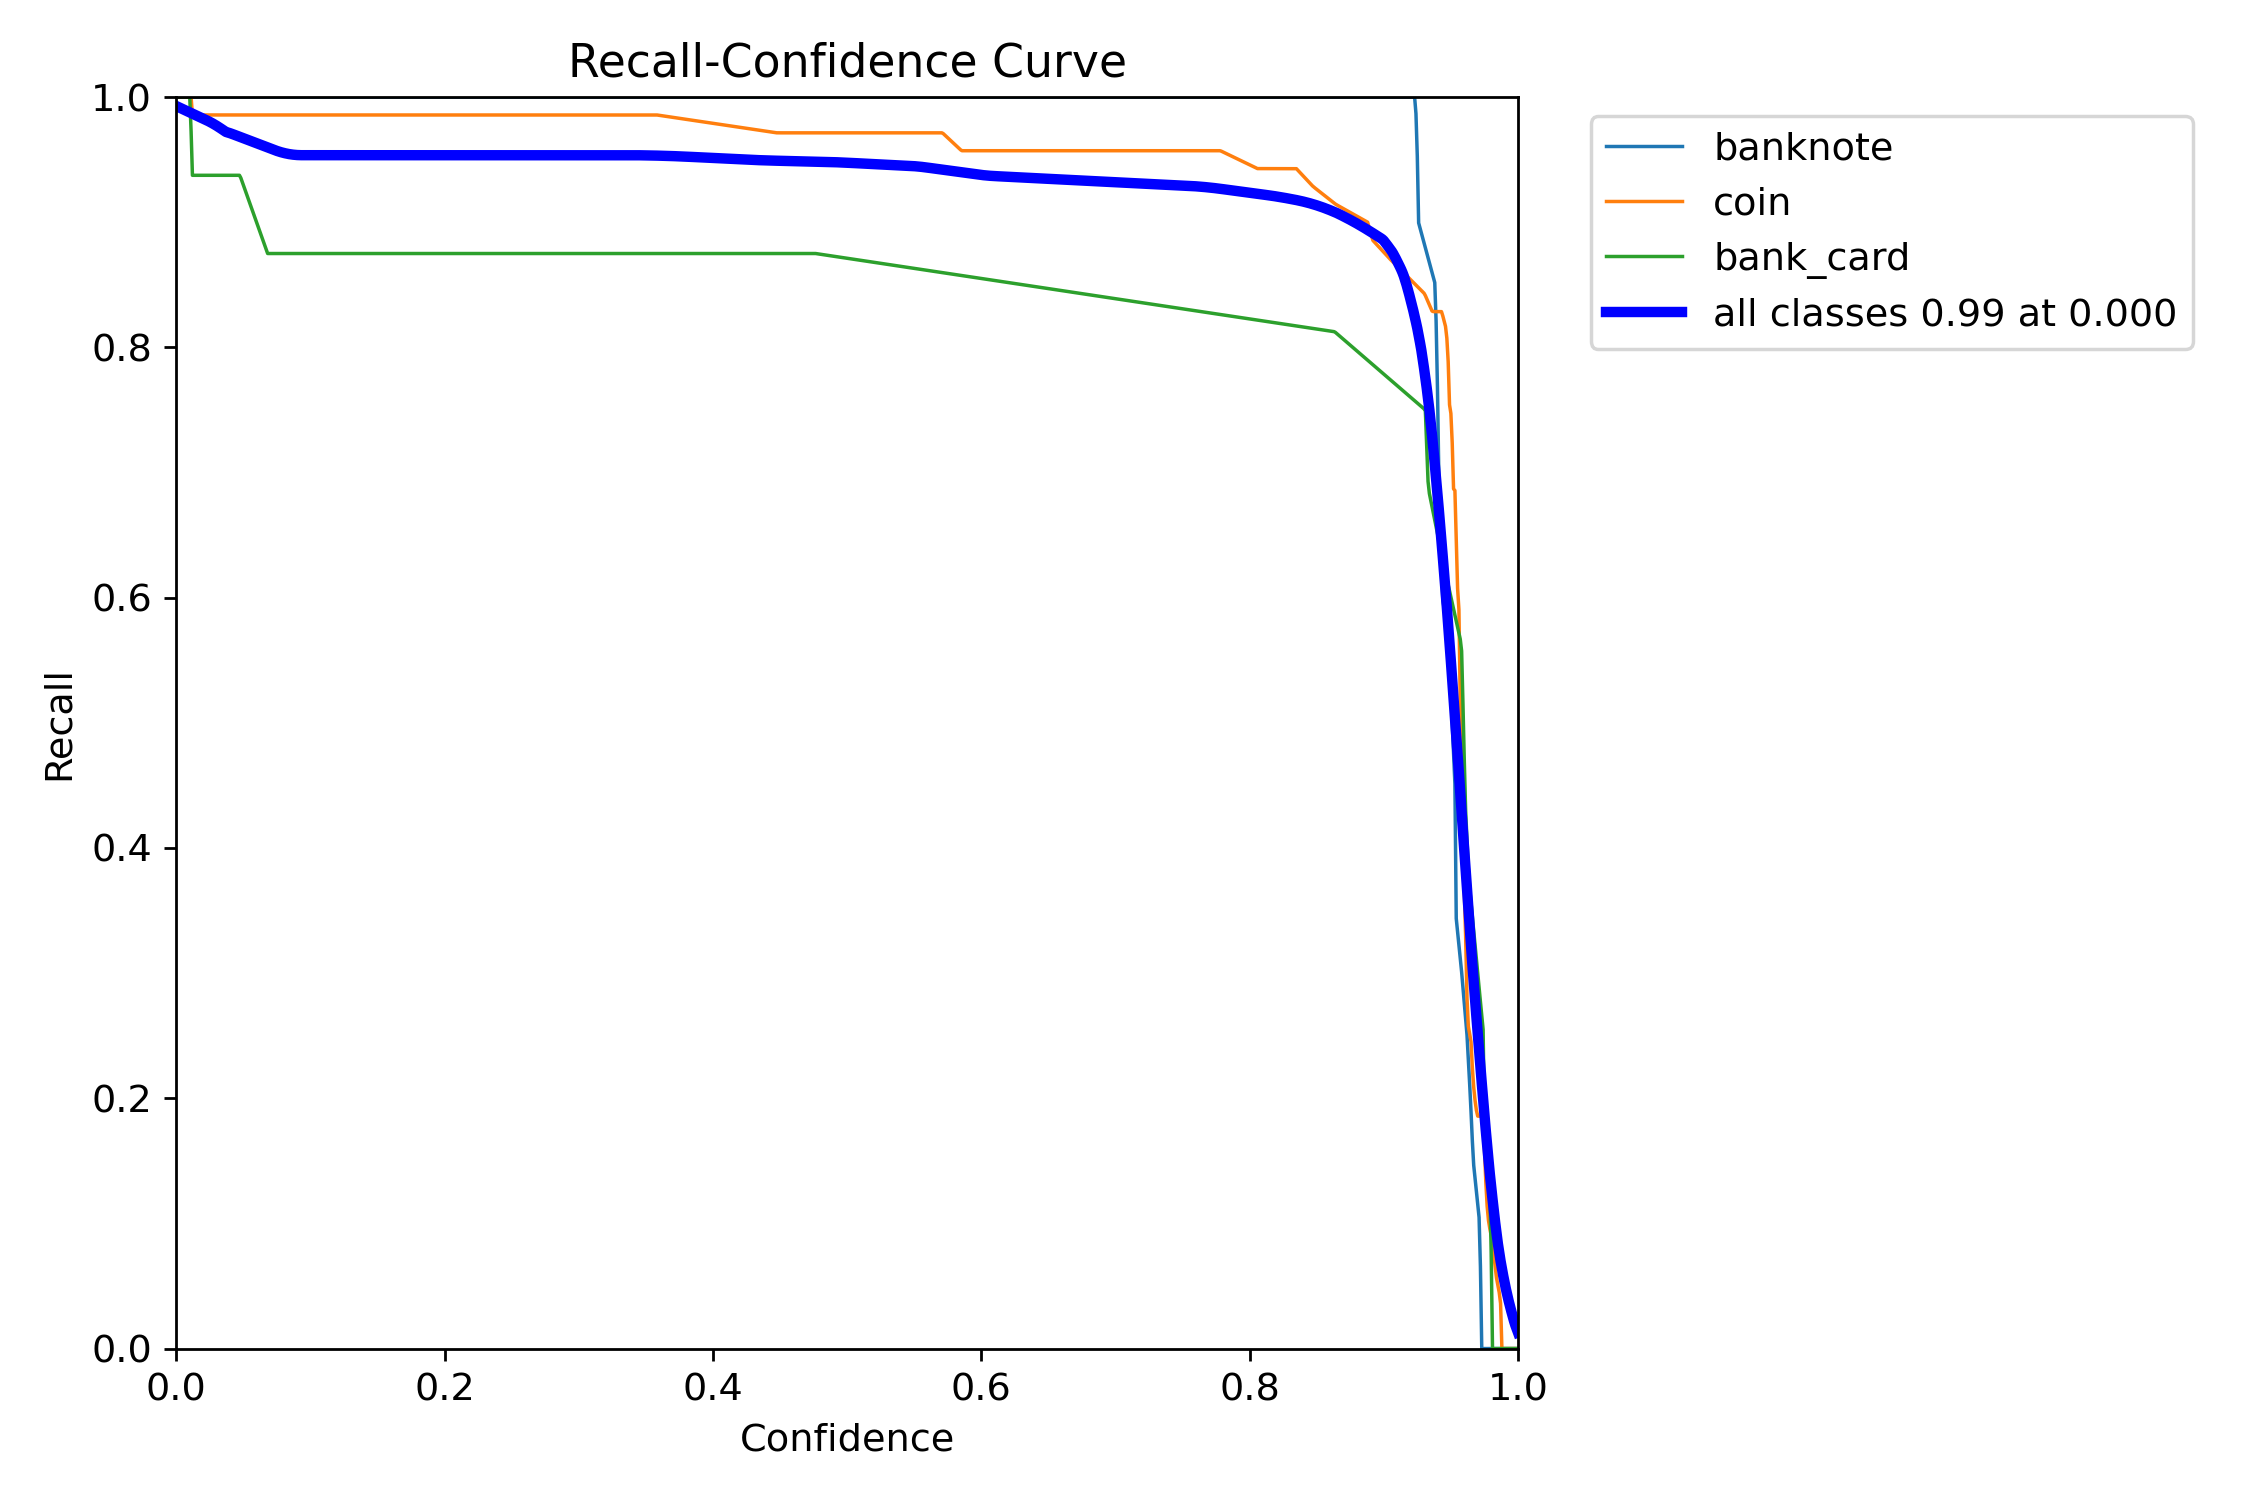 Recall-Confidence Curve
1.0
0.8
0.6
0.4
0.2
0.0
Recall
0.0 0.2 0.4 0.6 0.8 1.0
Confidence
banknote
coin
bank_card
all classes 0.99 at 0.000